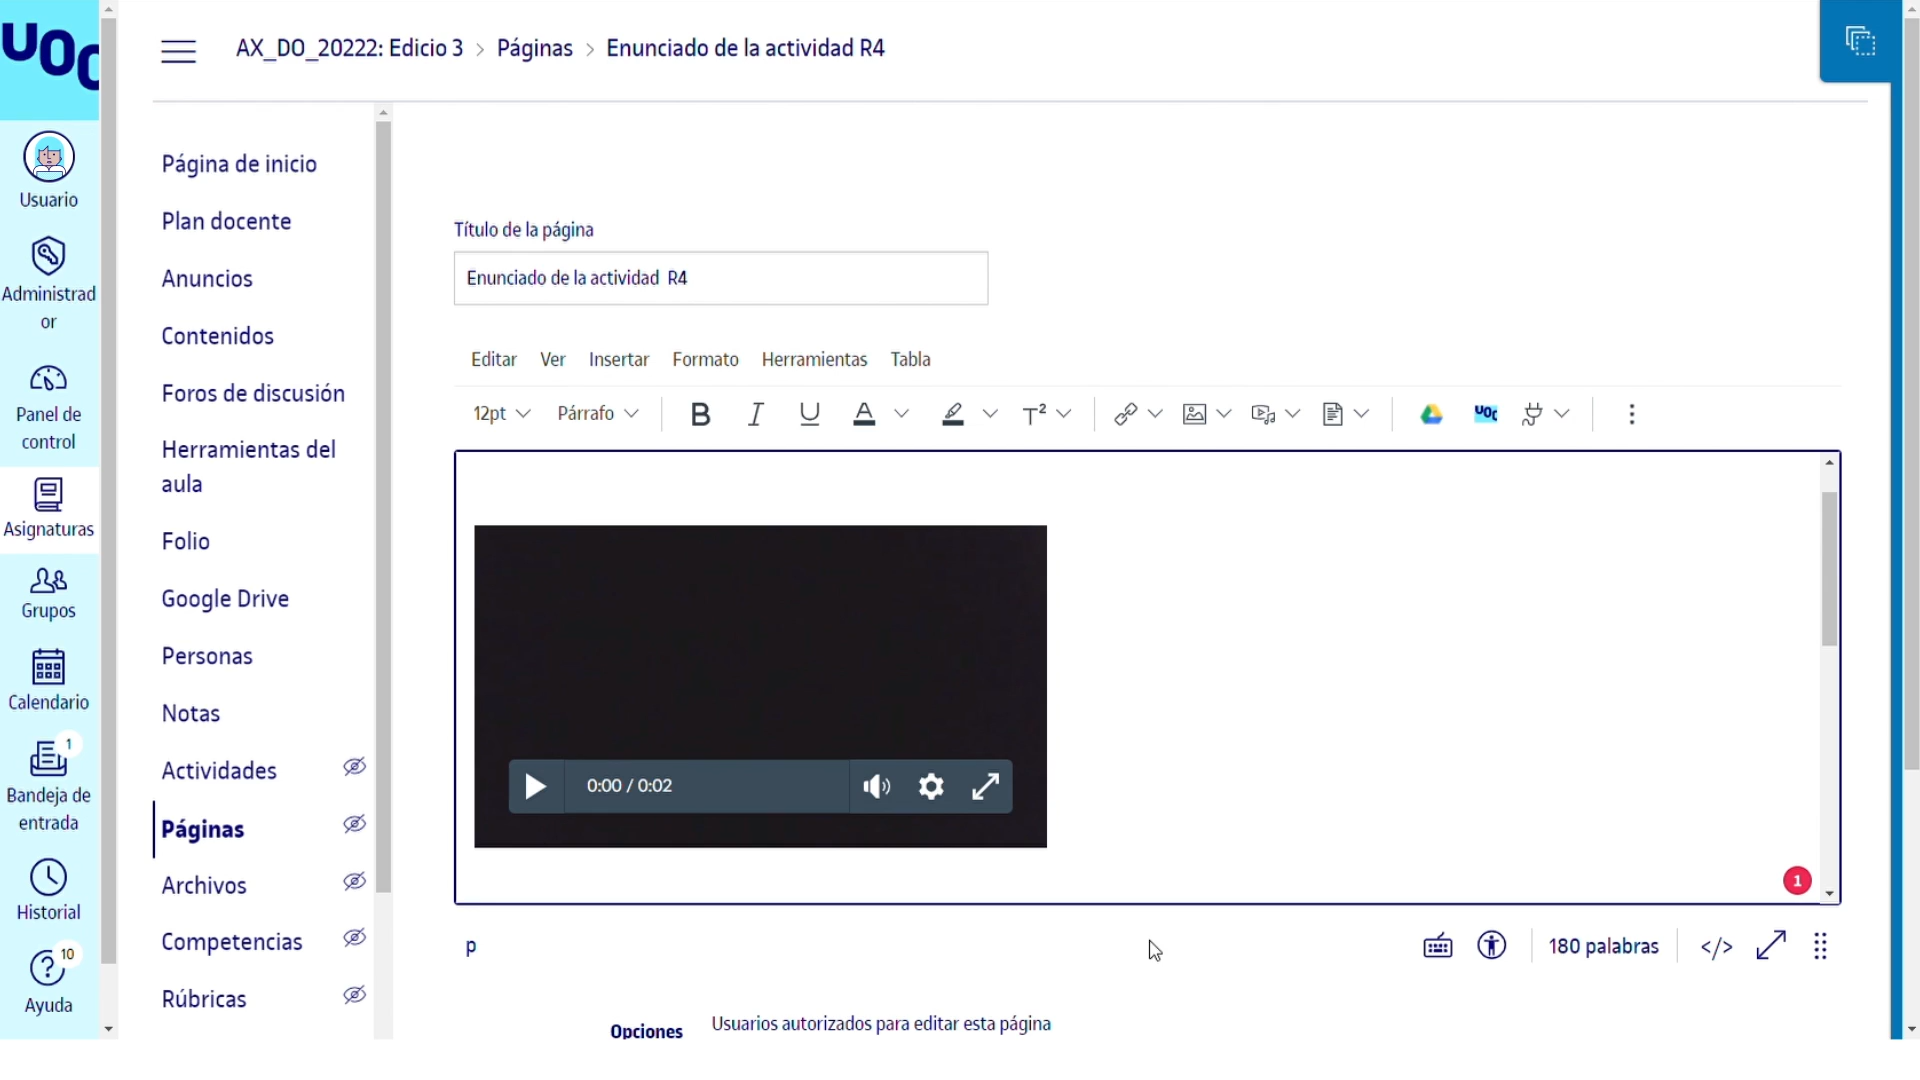 UOC
AX_DO_20222: Edicio 3 > Páginas > Enunciado de la actividad R4
Usuario
Administrad
or
Panel de
control
Asignaturas
Grupos
Calendario
1
Bandeja de
entrada
Historial
10
Ayuda
Página de inicio
Plan docente
Anuncios
Contenidos
Foros de discusión
Herramientas del
aula
Folio
Google Drive
Personas
Notas
Actividades
Páginas
Archivos
Competencias
Rúbricas
Título de la página
Enunciado de la actividad R4
Editar Ver Insertar Formato Herramientas Tabla
12pt Párrafo B I U A T² UOC
0:00 / 0:02
1
p
180 palabras </>
Opciones Usuarios autorizados para editar esta página